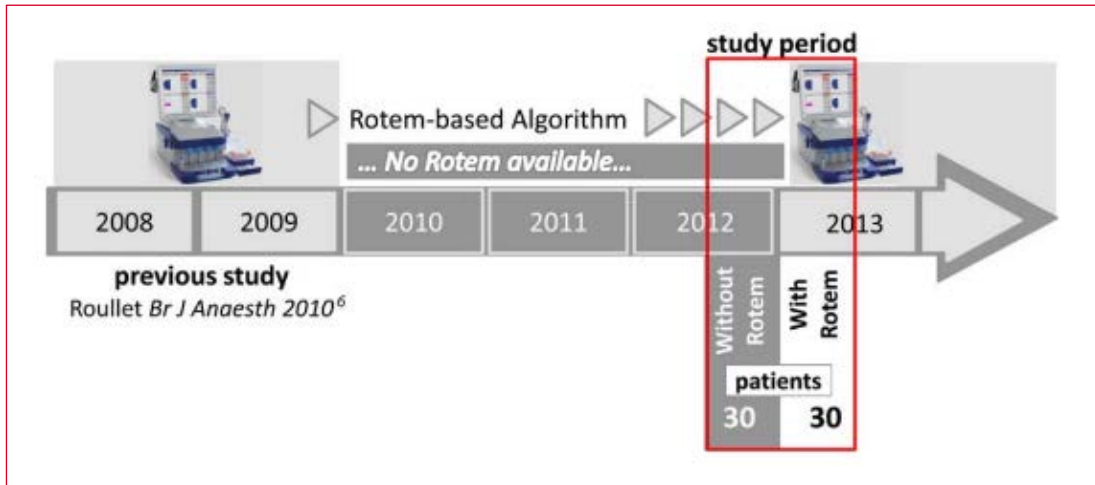 study period
Rotem-based Algorithm
... No Rotem available...
2008 2009 2010 2011 2012 2013
previous study
Roullet Br J Anaesth 2010⁶
Without
Rotem
With
Rotem
patients
30 30